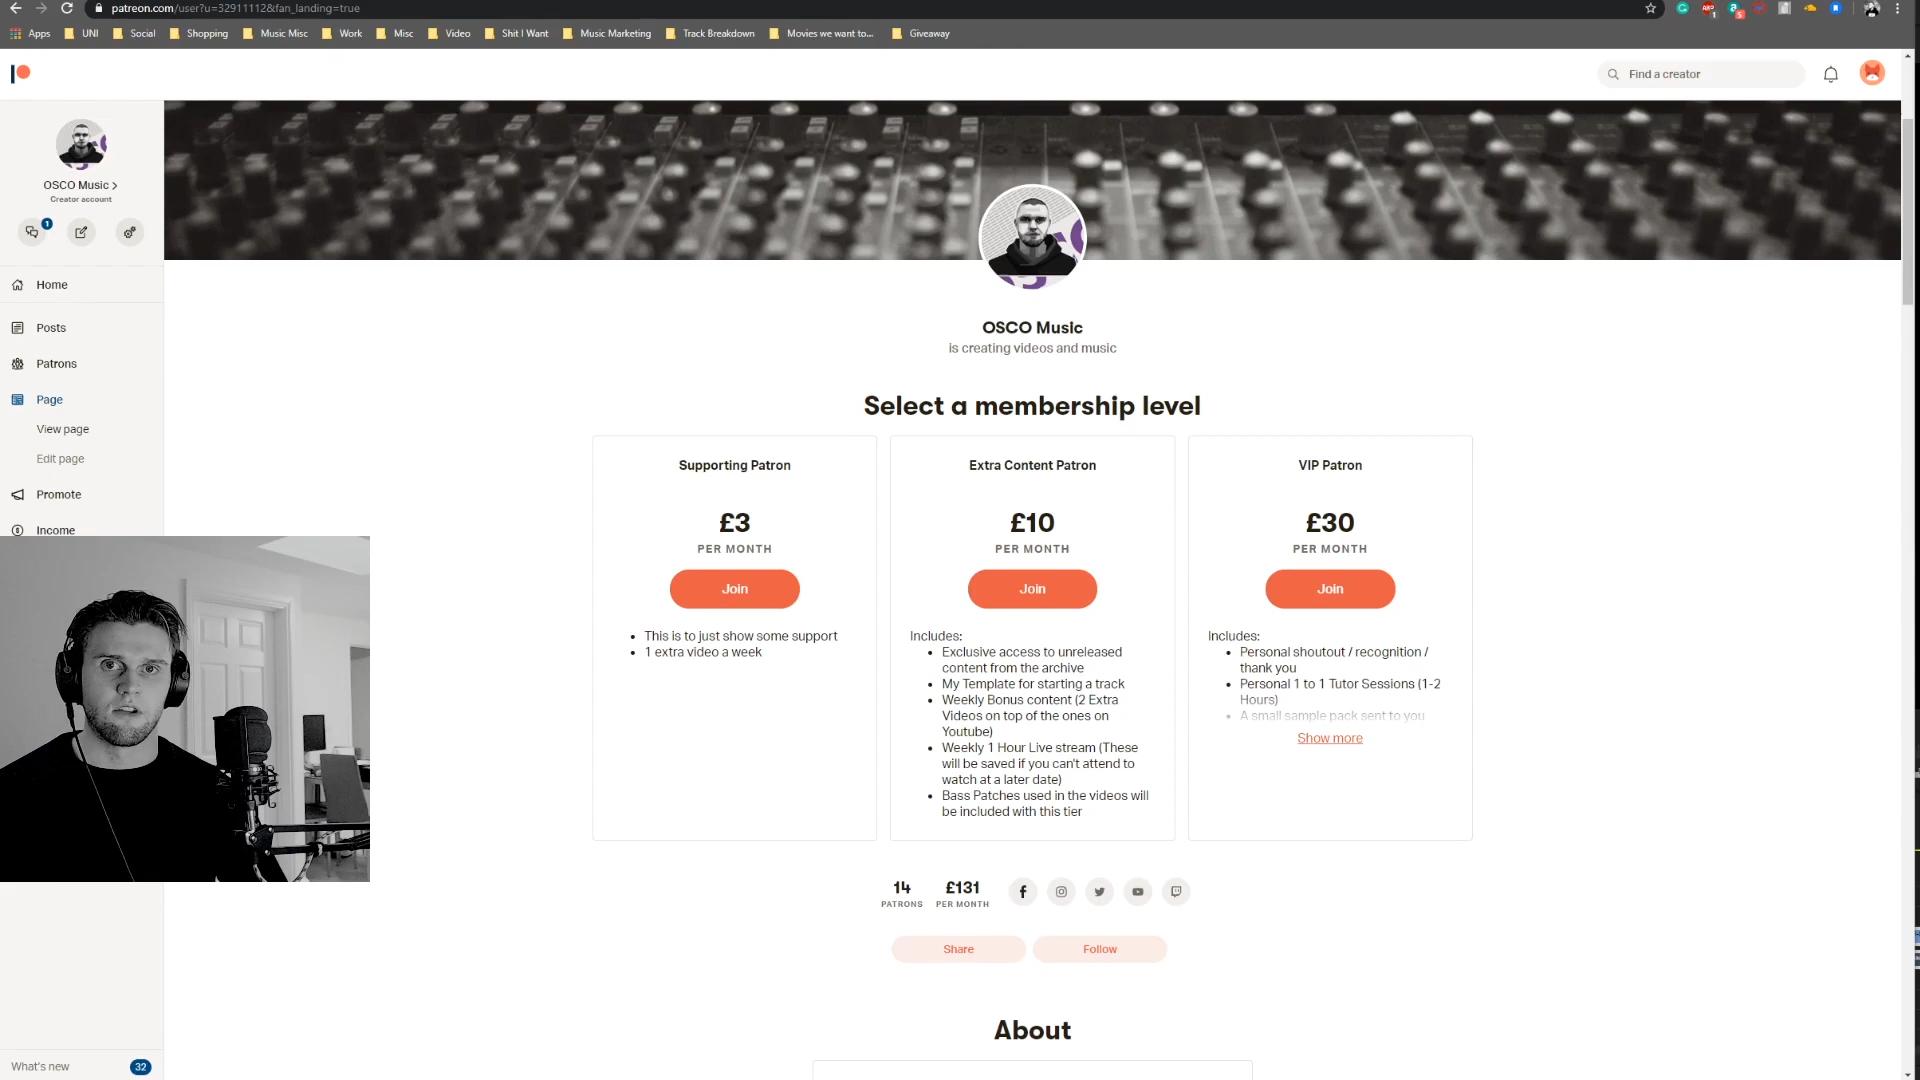 patreon.com/user?u=32911112&fan_landing=true
Apps UNI Social Shopping Music Misc Work Misc Video Shit I Want Music Marketing Track Breakdown Movies we want to... Giveaway
Find a creator
OSCO Music
Creator account
1
Home
Posts
Patrons
Page
View page
Edit page
Promote
Income
What's new 32
OSCO Music
is creating videos and music
Select a membership level
Supporting Patron
£3
PER MONTH
Join
• This is to just show some support
• 1 extra video a week
Extra Content Patron
£10
PER MONTH
Join
Includes:
• Exclusive access to unreleased
content from the archive
• My Template for starting a track
• Weekly Bonus content (2 Extra
Videos on top of the ones on
Youtube)
• Weekly 1 Hour Live stream (These
will be saved if you can't attend to
watch at a later date)
• Bass Patches used in the videos will
be included with this tier
VIP Patron
£30
PER MONTH
Join
Includes:
• Personal shoutout / recognition /
thank you
• Personal 1 to 1 Tutor Sessions (1-2
Hours)
• A small sample pack sent to you
Show more
14 £131
PATRONS PER MONTH
Share Follow
About